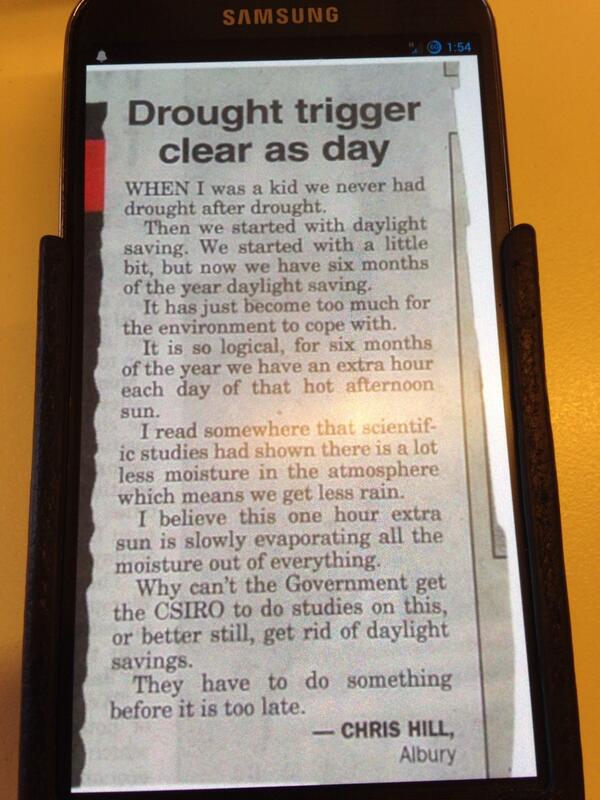 SAMSUNG
1:54
Drought trigger
clear as day
WHEN I was a kid we never had
drought after drought.
Then we started with daylight
saving. We started with a little
bit, but now we have six months
of the year daylight saving.
It has just become too much for
the environment to cope with.
It is so logical, for six months
of the year we have an extra hour
each day of that hot afternoon
sun.
I read somewhere that scientif-
ic studies had shown there is a lot
less moisture in the atmosphere
which means we get less rain.
I believe this one hour extra
sun is slowly evaporating all the
moisture out of everything.
Why can't the Government get
the CSIRO to do studies on this,
or better still, get rid of daylight
savings.
They have to do something
before it is too late.
— CHRIS HILL,
Albury